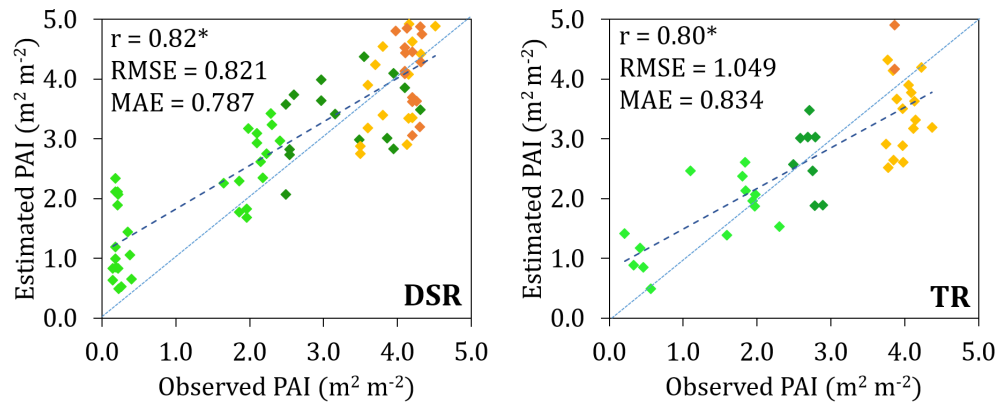 5.0
4.0
3.0
2.0
1.0
0.0
Estimated PAI (m² m⁻²)
r = 0.82*
RMSE = 0.821
MAE = 0.787
DSR
0.0 1.0 2.0 3.0 4.0 5.0
Observed PAI (m² m⁻²)
5.0
4.0
3.0
2.0
1.0
0.0
Estimated PAI (m² m⁻²)
r = 0.80*
RMSE = 1.049
MAE = 0.834
TR
0.0 1.0 2.0 3.0 4.0 5.0
Observed PAI (m² m⁻²)